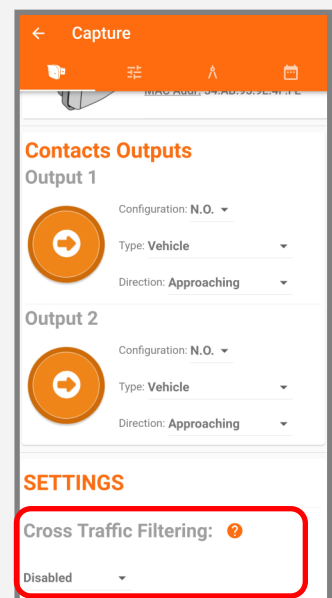 Capture
Contacts Outputs
Output 1
Configuration: N.O.
Type: Vehicle
Direction: Approaching
Output 2
Configuration: N.O.
Type: Vehicle
Direction: Approaching
SETTINGS
Cross Traffic Filtering: ?
Disabled